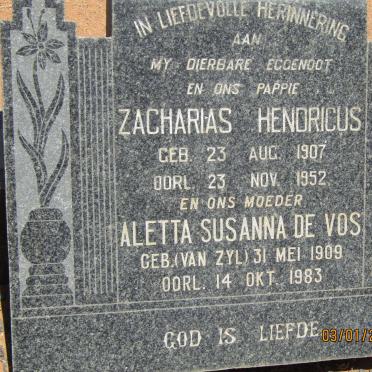 IN LIEFDEVOLLE HERINNERING
AAN
MY DIERBARE EGGENOOT
EN ONS PAPPIE
ZACHARIAS HENDRICUS
GEB. 23 AUG. 1907
OORL 23 NOV. 1952
EN ONS MOEDER
ALETTA SUSANNA DE VOS
GEB.(VAN ZYL) 31 MEI 1909
OORL. 14 OKT. 1983
GOD IS LIEFDE
03/01/2